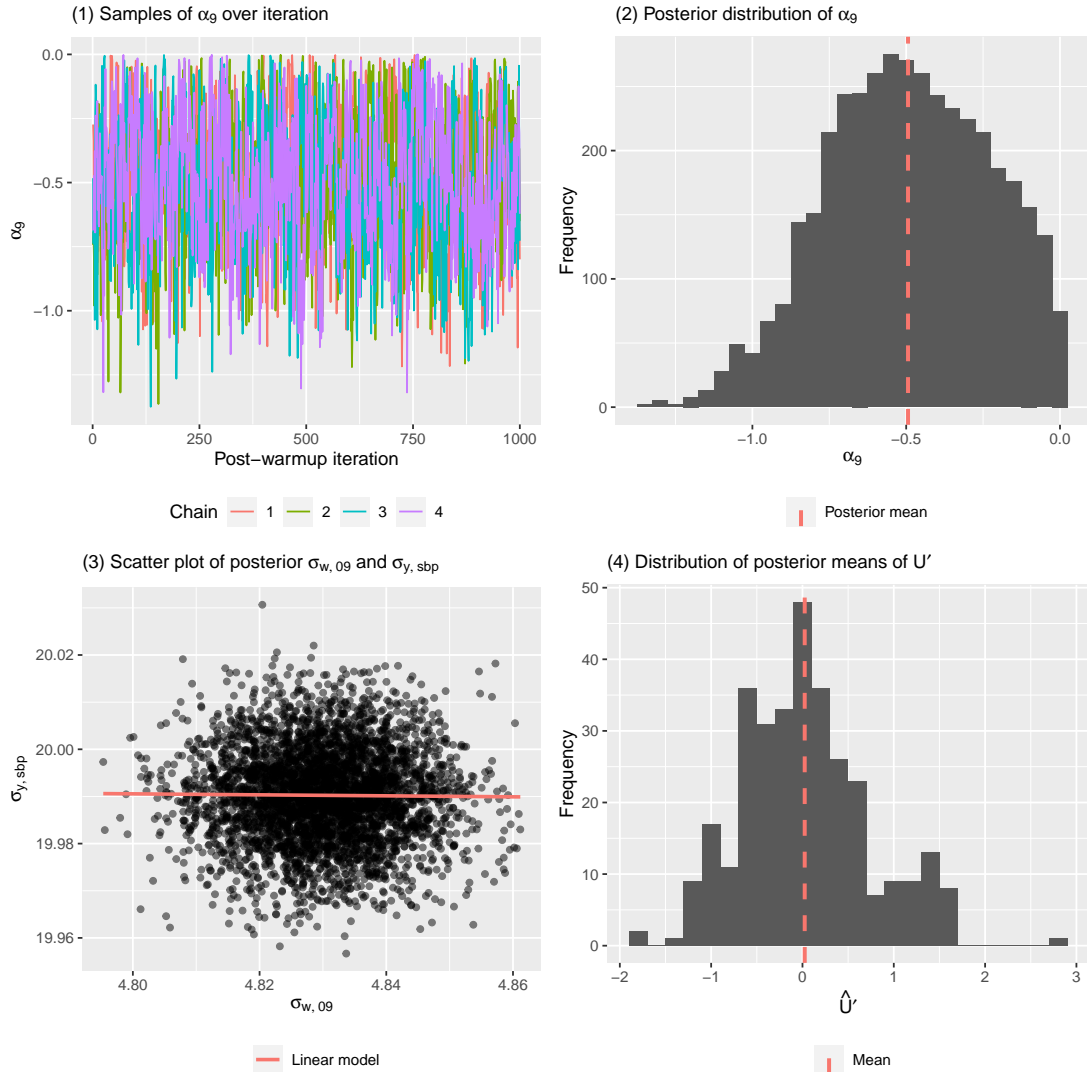 (1) Samples of α9 over iteration
0.0
−0.5
−1.0
α9
0
250
500
750
1000
Post−warmup iteration
Chain 1 2 3 4
(2) Posterior distribution of α9
200
100
0
Frequency
−1.0
−0.5
0.0
α9
Posterior mean
(3) Scatter plot of posterior σw, 09 and σy, sbp
20.02
20.00
19.98
19.96
σy, sbp
4.80
4.82
4.84
4.86
σw, 09
Linear model
(4) Distribution of posterior means of U′
50
40
30
20
10
0
Frequency
−2
−1
0
1
2
3
Û′
Mean